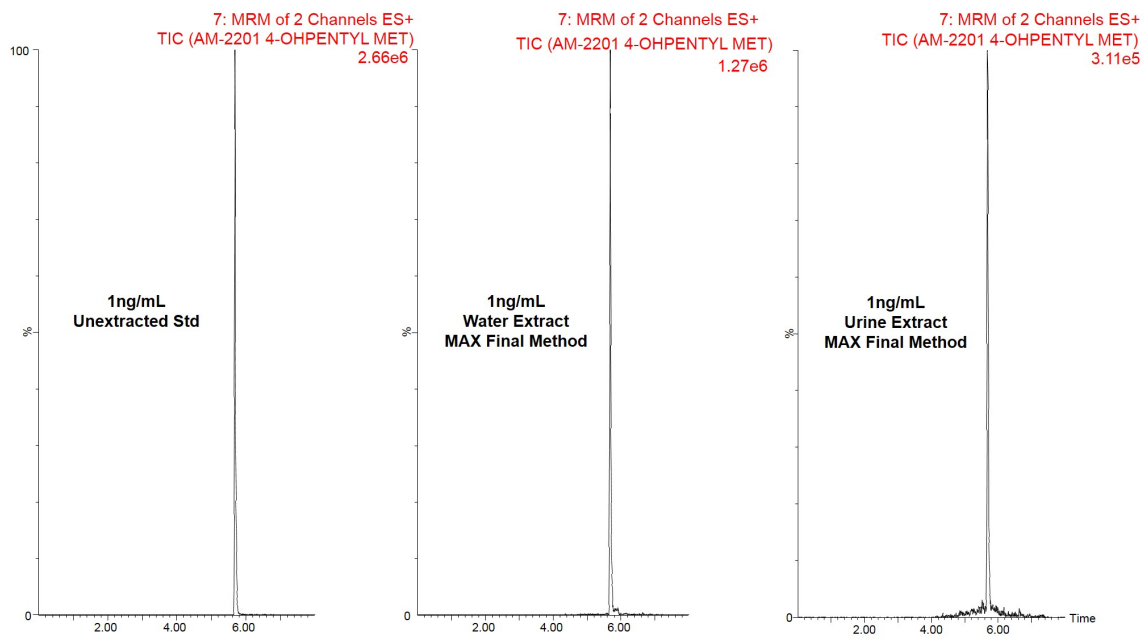 7: MRM of 2 Channels ES+
TIC (AM-2201 4-OHPENTYL MET)
2.66e6
100
%
0
2.00
4.00
6.00
1ng/mL
Unextracted Std
7: MRM of 2 Channels ES+
TIC (AM-2201 4-OHPENTYL MET)
1.27e6
%
0
2.00
4.00
6.00
1ng/mL
Water Extract
MAX Final Method
7: MRM of 2 Channels ES+
TIC (AM-2201 4-OHPENTYL MET)
3.11e5
%
0
2.00
4.00
6.00
Time
1ng/mL
Urine Extract
MAX Final Method